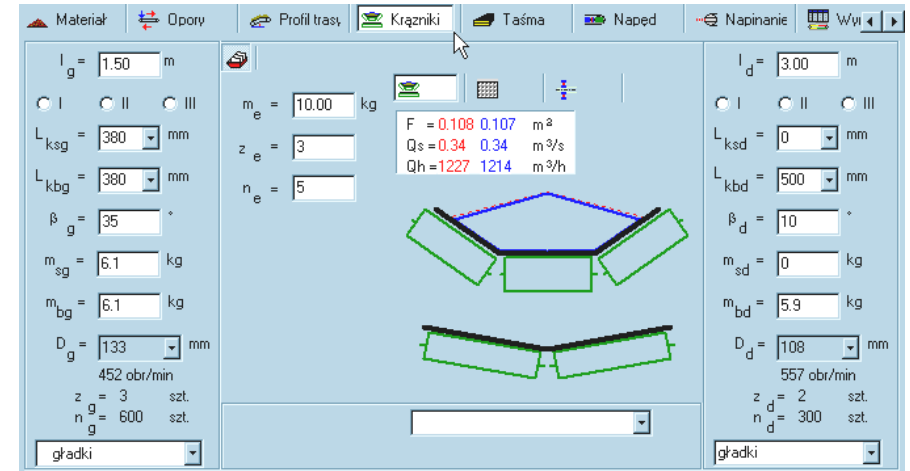 Materiał Opory Profil trasy Krążniki Taśma Napęd Napinanie
l g = 1.50 m
I II III
L ksg = 380 mm
L kbg = 380 mm
β g = 35 °
m sg = 6.1 kg
m bg = 6.1 kg
D g = 133 mm
452 obr/min
z g = 3 szt.
n g = 600 szt.
gładki
m e = 10.00 kg
z e = 3
n e = 5
F = 0.108 0.107 m²
Qs = 0.34 0.34 m³/s
Qh = 1227 1214 m³/h
l d = 3.00 m
I II III
L ksd = 0 mm
L kbd = 500 mm
β d = 10 °
m sd = 0 kg
m bd = 5.9 kg
D d = 108 mm
557 obr/min
z d = 2 szt.
n d = 300 szt.
gładki